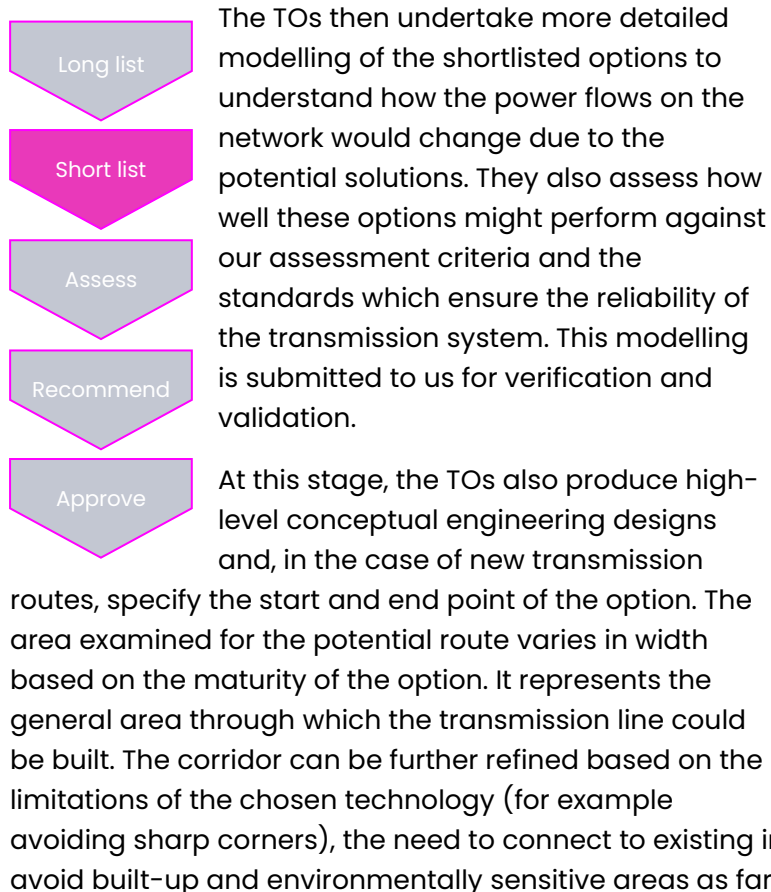 Long list
Short list
Assess
Recommend
Approve
The TOs then undertake more detailed
modelling of the shortlisted options to
understand how the power flows on the
network would change due to the
potential solutions. They also assess how
well these options might perform against
our assessment criteria and the
standards which ensure the reliability of
the transmission system. This modelling
is submitted to us for verification and
validation.
At this stage, the TOs also produce high-
level conceptual engineering designs
and, in the case of new transmission
routes, specify the start and end point of the option. The
area examined for the potential route varies in width
based on the maturity of the option. It represents the
general area through which the transmission line could
be built. The corridor can be further refined based on the
limitations of the chosen technology (for example
avoiding sharp corners), the need to connect to existing
avoid built-up and environmentally sensitive areas as far